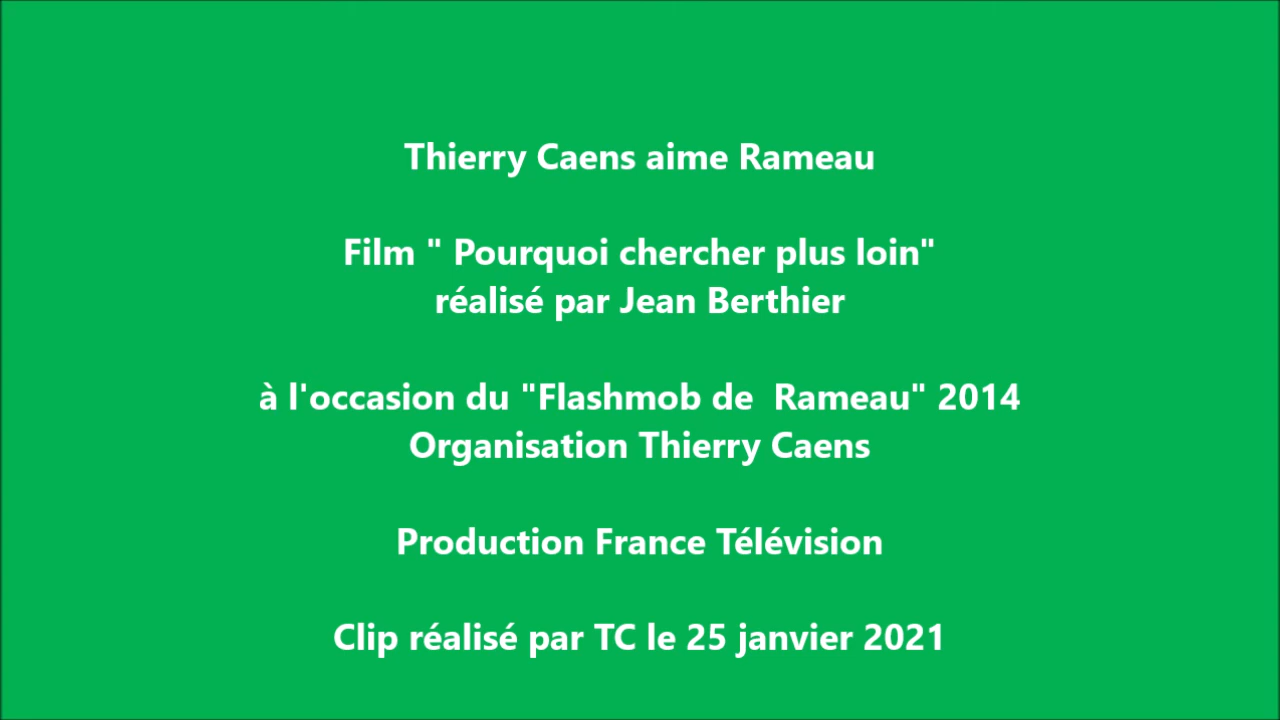 Thierry Caens aime Rameau
Film " Pourquoi chercher plus loin"
réalisé par Jean Berthier
à l'occasion du "Flashmob de  Rameau" 2014
Organisation Thierry Caens
Production France Télévision
Clip réalisé par TC le 25 janvier 2021